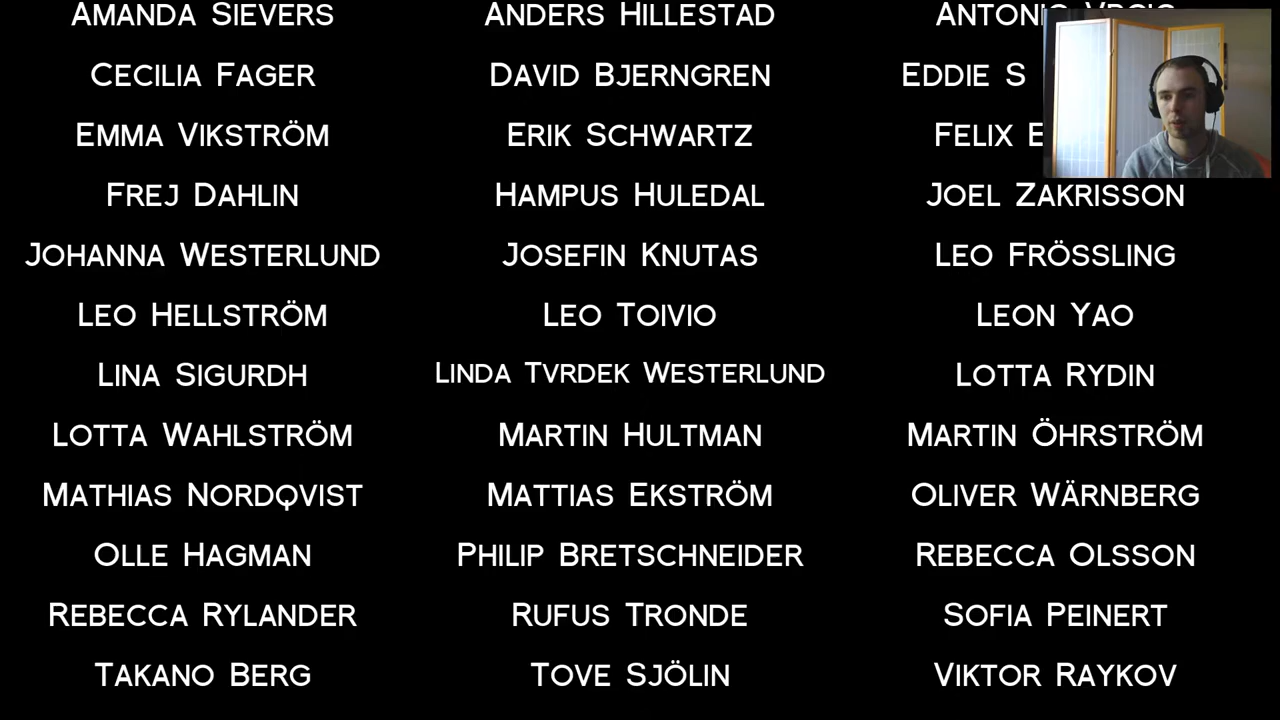 AMANDA SIEVERS ANDERS HILLESTAD
CECILIA FAGER DAVID BJERNGREN EDDIE S
EMMA VIKSTRÖM ERIK SCHWARTZ FELIX
FREJ DAHLIN HAMPUS HULEDAL JOEL ZAKRISSON
JOHANNA WESTERLUND JOSEFIN KNUTAS LEO FRÖSSLING
LEO HELLSTRÖM LEO TOIVIO LEON YAO
LINA SIGURDH LINDA TVRDEK WESTERLUND LOTTA RYDIN
LOTTA WAHLSTRÖM MARTIN HULTMAN MARTIN ÖHRSTRÖM
MATHIAS NORDQVIST MATTIAS EKSTRÖM OLIVER WÄRNBERG
OLLE HAGMAN PHILIP BRETSCHNEIDER REBECCA OLSSON
REBECCA RYLANDER RUFUS TRONDE SOFIA PEINERT
TAKANO BERG TOVE SJÖLIN VIKTOR RAYKOV